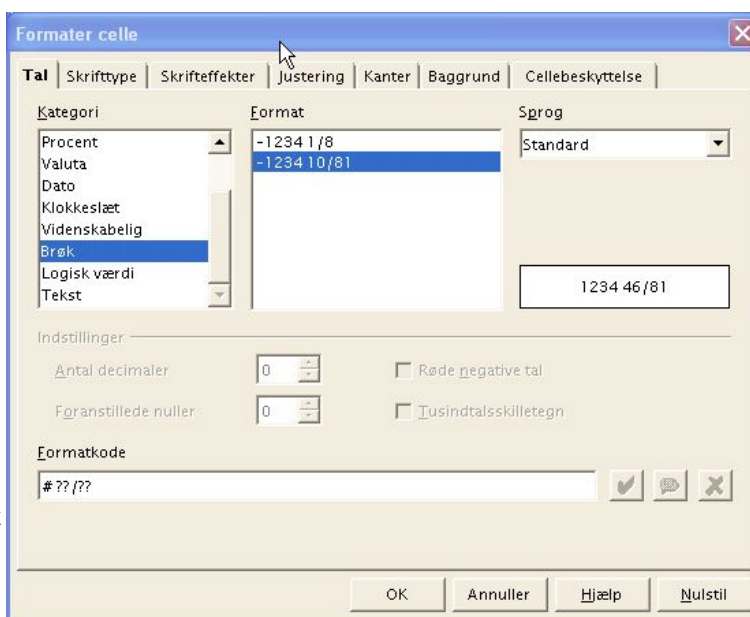 Formater celle
Tal Skrifttype Skrifteffekter Justering Kanter Baggrund Cellebeskyttelse
Kategori Format Sprog
Procent
Valuta
Dato
Klokkeslæt
Videnskabelig
Brøk
Logisk værdi
Tekst
-1234 1/8
-1234 10/81
Standard
1234 46/81
Indstillinger
Antal decimaler 0 Røde negative tal
Foranstillede nuller 0 Tusindtalsskilletegn
Formatkode
# ??/??
OK Annuller Hjælp Nulstil